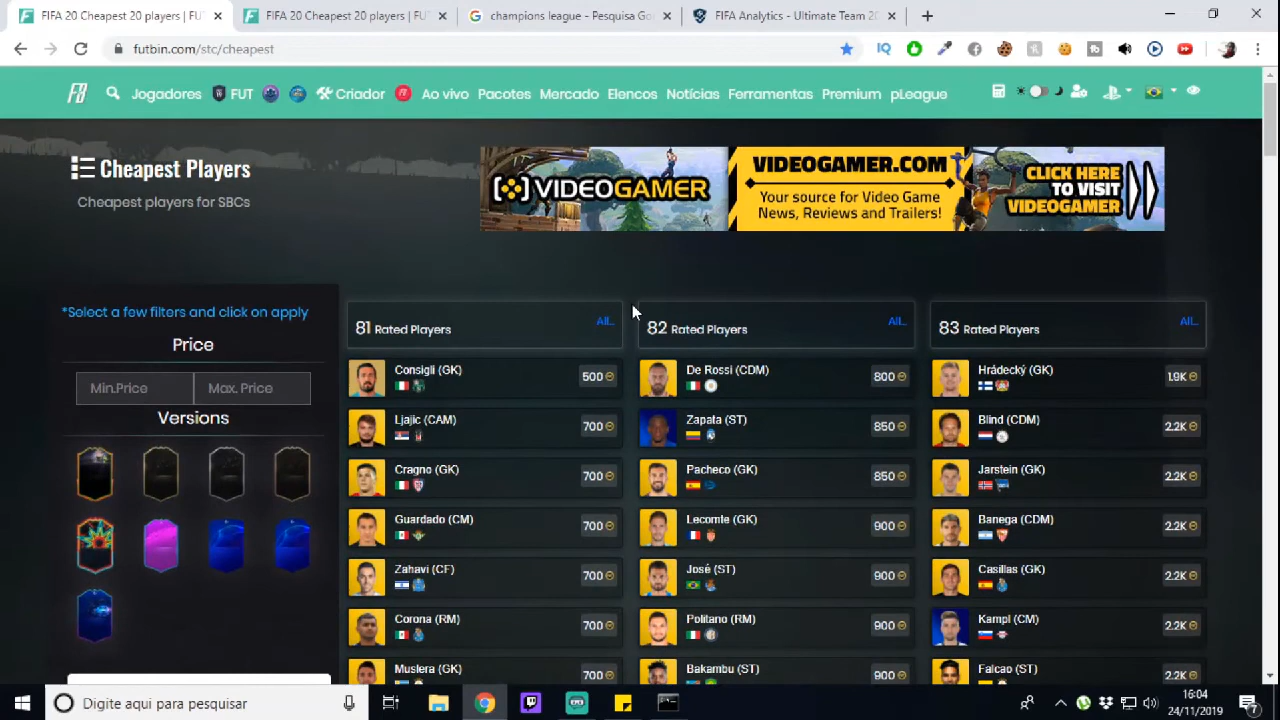 FIFA 20 Cheapest 20 players | FUT
FIFA 20 Cheapest 20 players | FU
champions league - Pesquisa Go
FIFA Analytics - Ultimate Team 20
futbin.com/stc/cheapest
Jogadores FUT Criador Ao vivo Pacotes Mercado Elencos Notícias Ferramentas Premium pLeague
Cheapest Players
Cheapest players for SBCs
VIDEOGAMER
VIDEOGAMER.COM
Your source for Video Game
News, Reviews and Trailers!
CLICK HERE
TO VISIT
VIDEOGAMER
*Select a few filters and click on apply
Price
Min.Price Max. Price
Versions
81 Rated Players All..
Consigli (GK) 500
Ljajic (CAM) 700
Cragno (GK) 700
Guardado (CM) 700
Zahavi (CF) 700
Corona (RM) 700
Muslera (GK) 700
82 Rated Players All..
De Rossi (CDM) 800
Zapata (ST) 850
Pacheco (GK) 850
Lecomte (GK) 900
José (ST) 900
Politano (RM) 900
Bakambu (ST) 900
83 Rated Players All..
Hrádecký (GK) 1.9K
Blind (CDM) 2.2K
Jarstein (GK) 2.2K
Banega (CDM) 2.2K
Casillas (GK) 2.2K
Kampl (CM) 2.2K
Falcao (ST) 2.2K
Digite aqui para pesquisar
16:04
24/11/2019
7